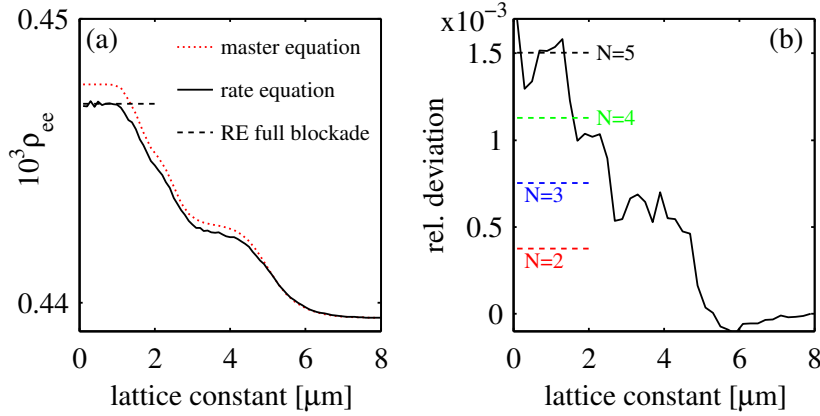 0.45
(a)
master equation
rate equation
RE full blockade
10³ρee
0.44
0 2 4 6 8
lattice constant [μm]
x10⁻³
(b)
1.5
N=5
N=4
1
rel. deviation
N=3
0.5
N=2
0
0 2 4 6 8
lattice constant [μm]